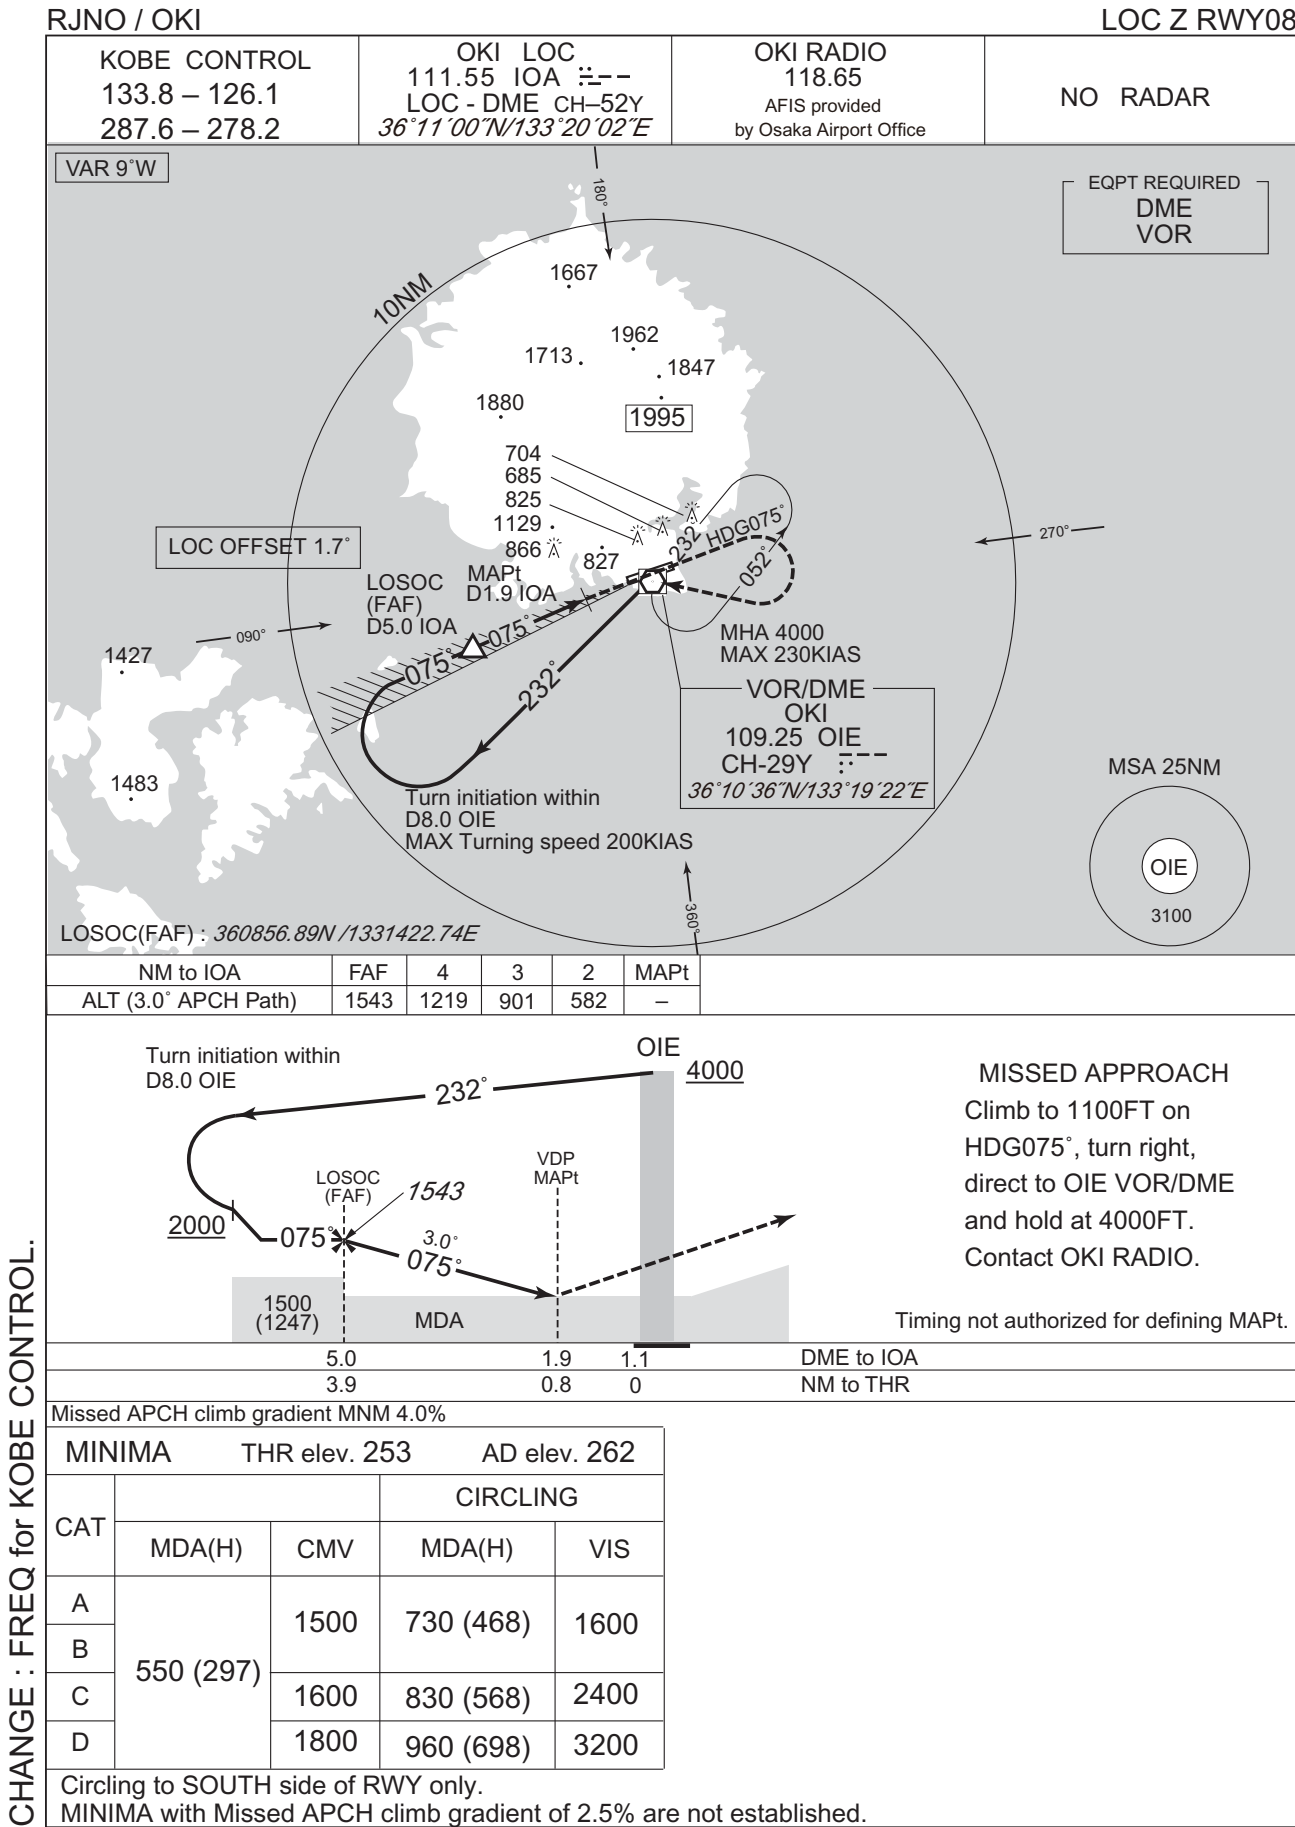 RJNO / OKI
LOC Z RWY08
KOBE CONTROL
133.8 – 126.1
287.6 – 278.2
OKI LOC
111.55 IOA
LOC - DME CH–52Y
36°11´00˝N/133°20´02˝E
OKI RADIO
118.65
AFIS provided
by Osaka Airport Office
NO RADAR
VAR 9°W
EQPT REQUIRED
DME
VOR
180°
10NM
1667
1962
1713
1847
1880
1995
704
685
825
1129
866
827
LOC OFFSET 1.7°
270°
090°
LOSOC
(FAF)
D5.0 IOA
MAPt
D1.9 IOA
232°
HDG075°
052°
075°
075°
232°
MHA 4000
MAX 230KIAS
1427
1483
VOR/DME
OKI
109.25 OIE
CH-29Y
36°10´36˝N/133°19´22˝E
Turn initiation within
D8.0 OIE
MAX Turning speed 200KIAS
360°
MSA 25NM
OIE
3100
LOSOC(FAF) : 360856.89N /1331422.74E
NM to IOA FAF 4 3 2 MAPt
ALT (3.0° APCH Path) 1543 1219 901 582 –
Turn initiation within
D8.0 OIE
232°
OIE
4000
LOSOC
(FAF)
1543
VDP
MAPt
2000
075°
3.0°
075°
1500
(1247)
MDA
MISSED APPROACH
Climb to 1100FT on
HDG075°, turn right,
direct to OIE VOR/DME
and hold at 4000FT.
Contact OKI RADIO.
Timing not authorized for defining MAPt.
5.0 1.9 1.1 DME to IOA
3.9 0.8 0 NM to THR
Missed APCH climb gradient MNM 4.0%
MINIMA THR elev. 253 AD elev. 262
CAT CIRCLING
MDA(H) CMV MDA(H) VIS
A
B
C
D
550 (297)
1500 730 (468) 1600
1600 830 (568) 2400
1800 960 (698) 3200
Circling to SOUTH side of RWY only.
MINIMA with Missed APCH climb gradient of 2.5% are not established.
CHANGE : FREQ for KOBE CONTROL.